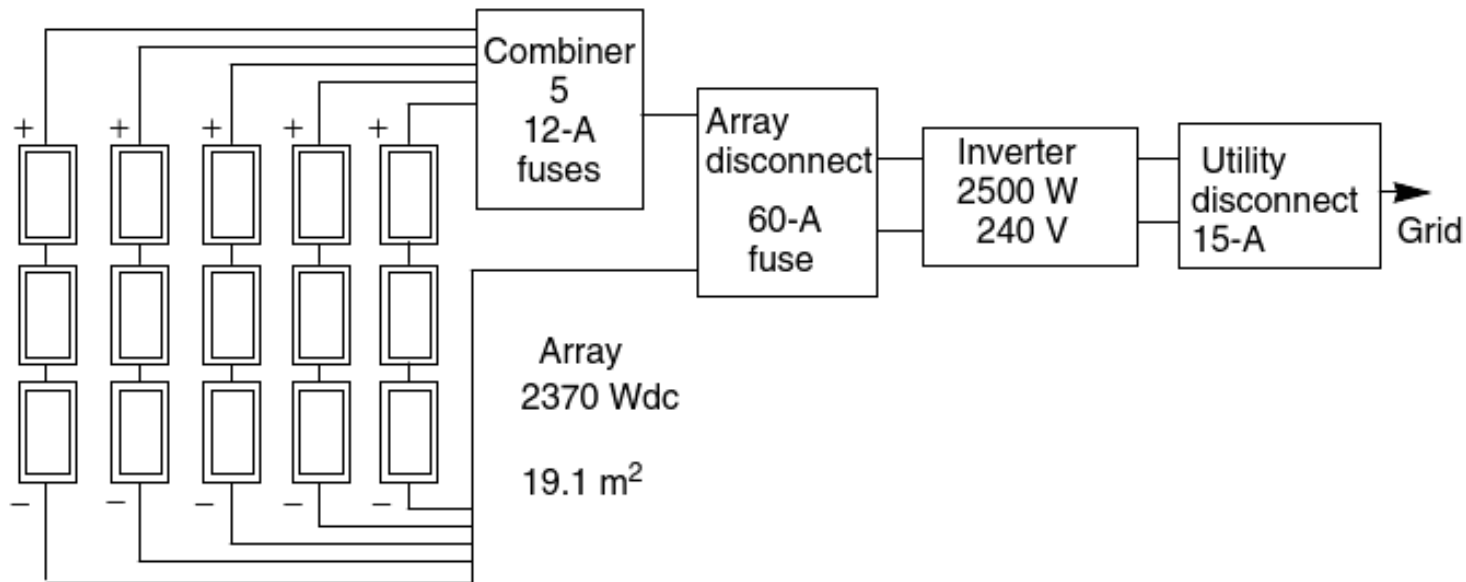 Combiner
5
12-A
fuses
Array
disconnect
60-A
fuse
Inverter
2500 W
240 V
Utility
disconnect
15-A
Grid
+ + + + +
− − − − −
Array
2370 Wdc
19.1 m²